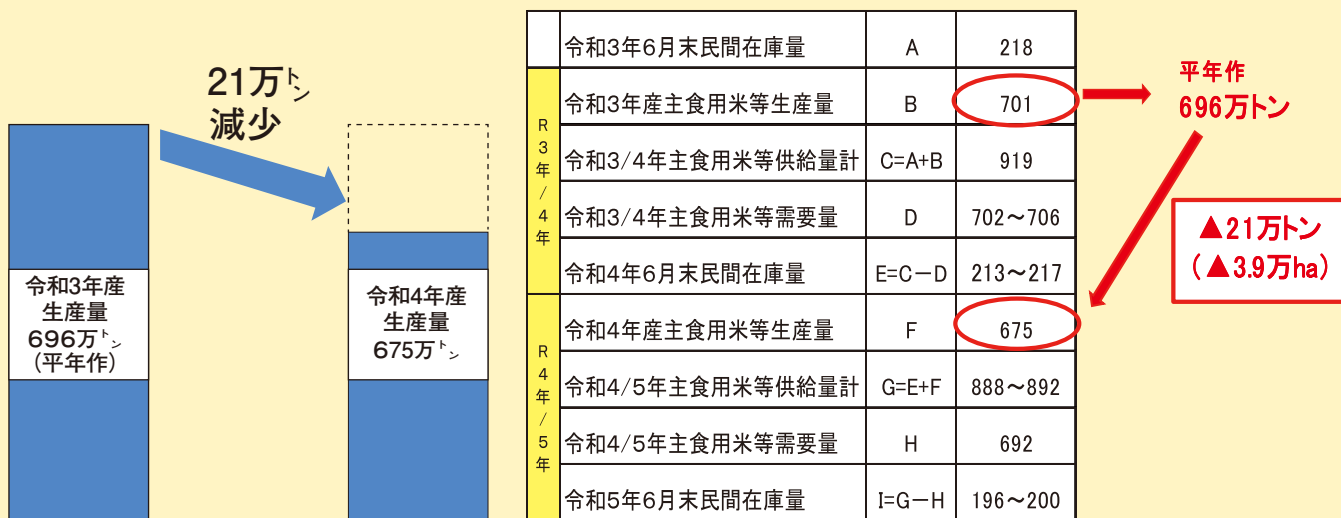 21万トン
減少
令和3年産
生産量
696万トン
(平年作)
令和4年産
生産量
675万トン
令和3年6月末民間在庫量 A 218
R3年/4年
令和3年産主食用米等生産量 B 701
令和3/4年主食用米等供給量計 C=A+B 919
令和3/4年主食用米等需要量 D 702～706
令和4年6月末民間在庫量 E=C－D 213～217
R4年/5年
令和4年産主食用米等生産量 F 675
令和4/5年主食用米等供給量計 G=E+F 888～892
令和4/5年主食用米等需要量 H 692
令和5年6月末民間在庫量 I=G－H 196～200
平年作
696万トン
▲21万トン
(▲3.9万ha)